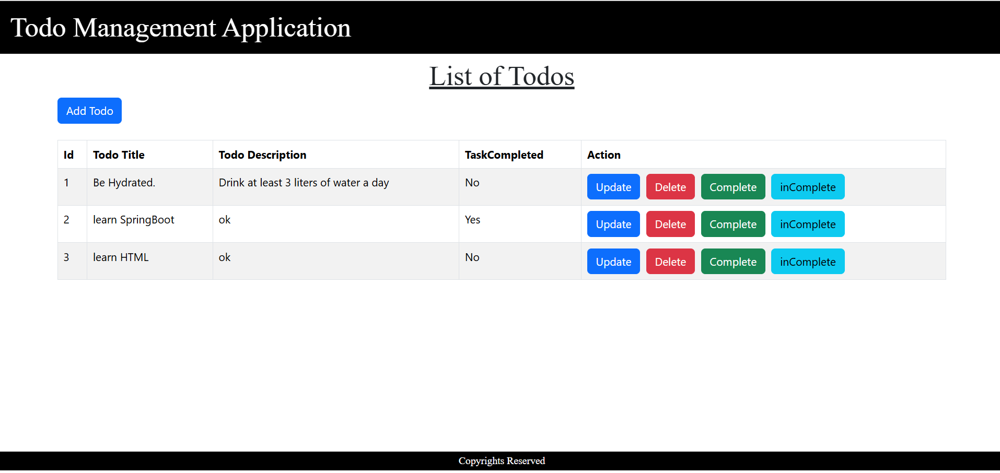 Todo Management Application
List of Todos
Add Todo
Id Todo Title Todo Description TaskCompleted Action
1 Be Hydrated. Drink at least 3 liters of water a day No Update Delete Complete inComplete
2 learn SpringBoot ok Yes Update Delete Complete inComplete
3 learn HTML ok No Update Delete Complete inComplete
Copyrights Reserved